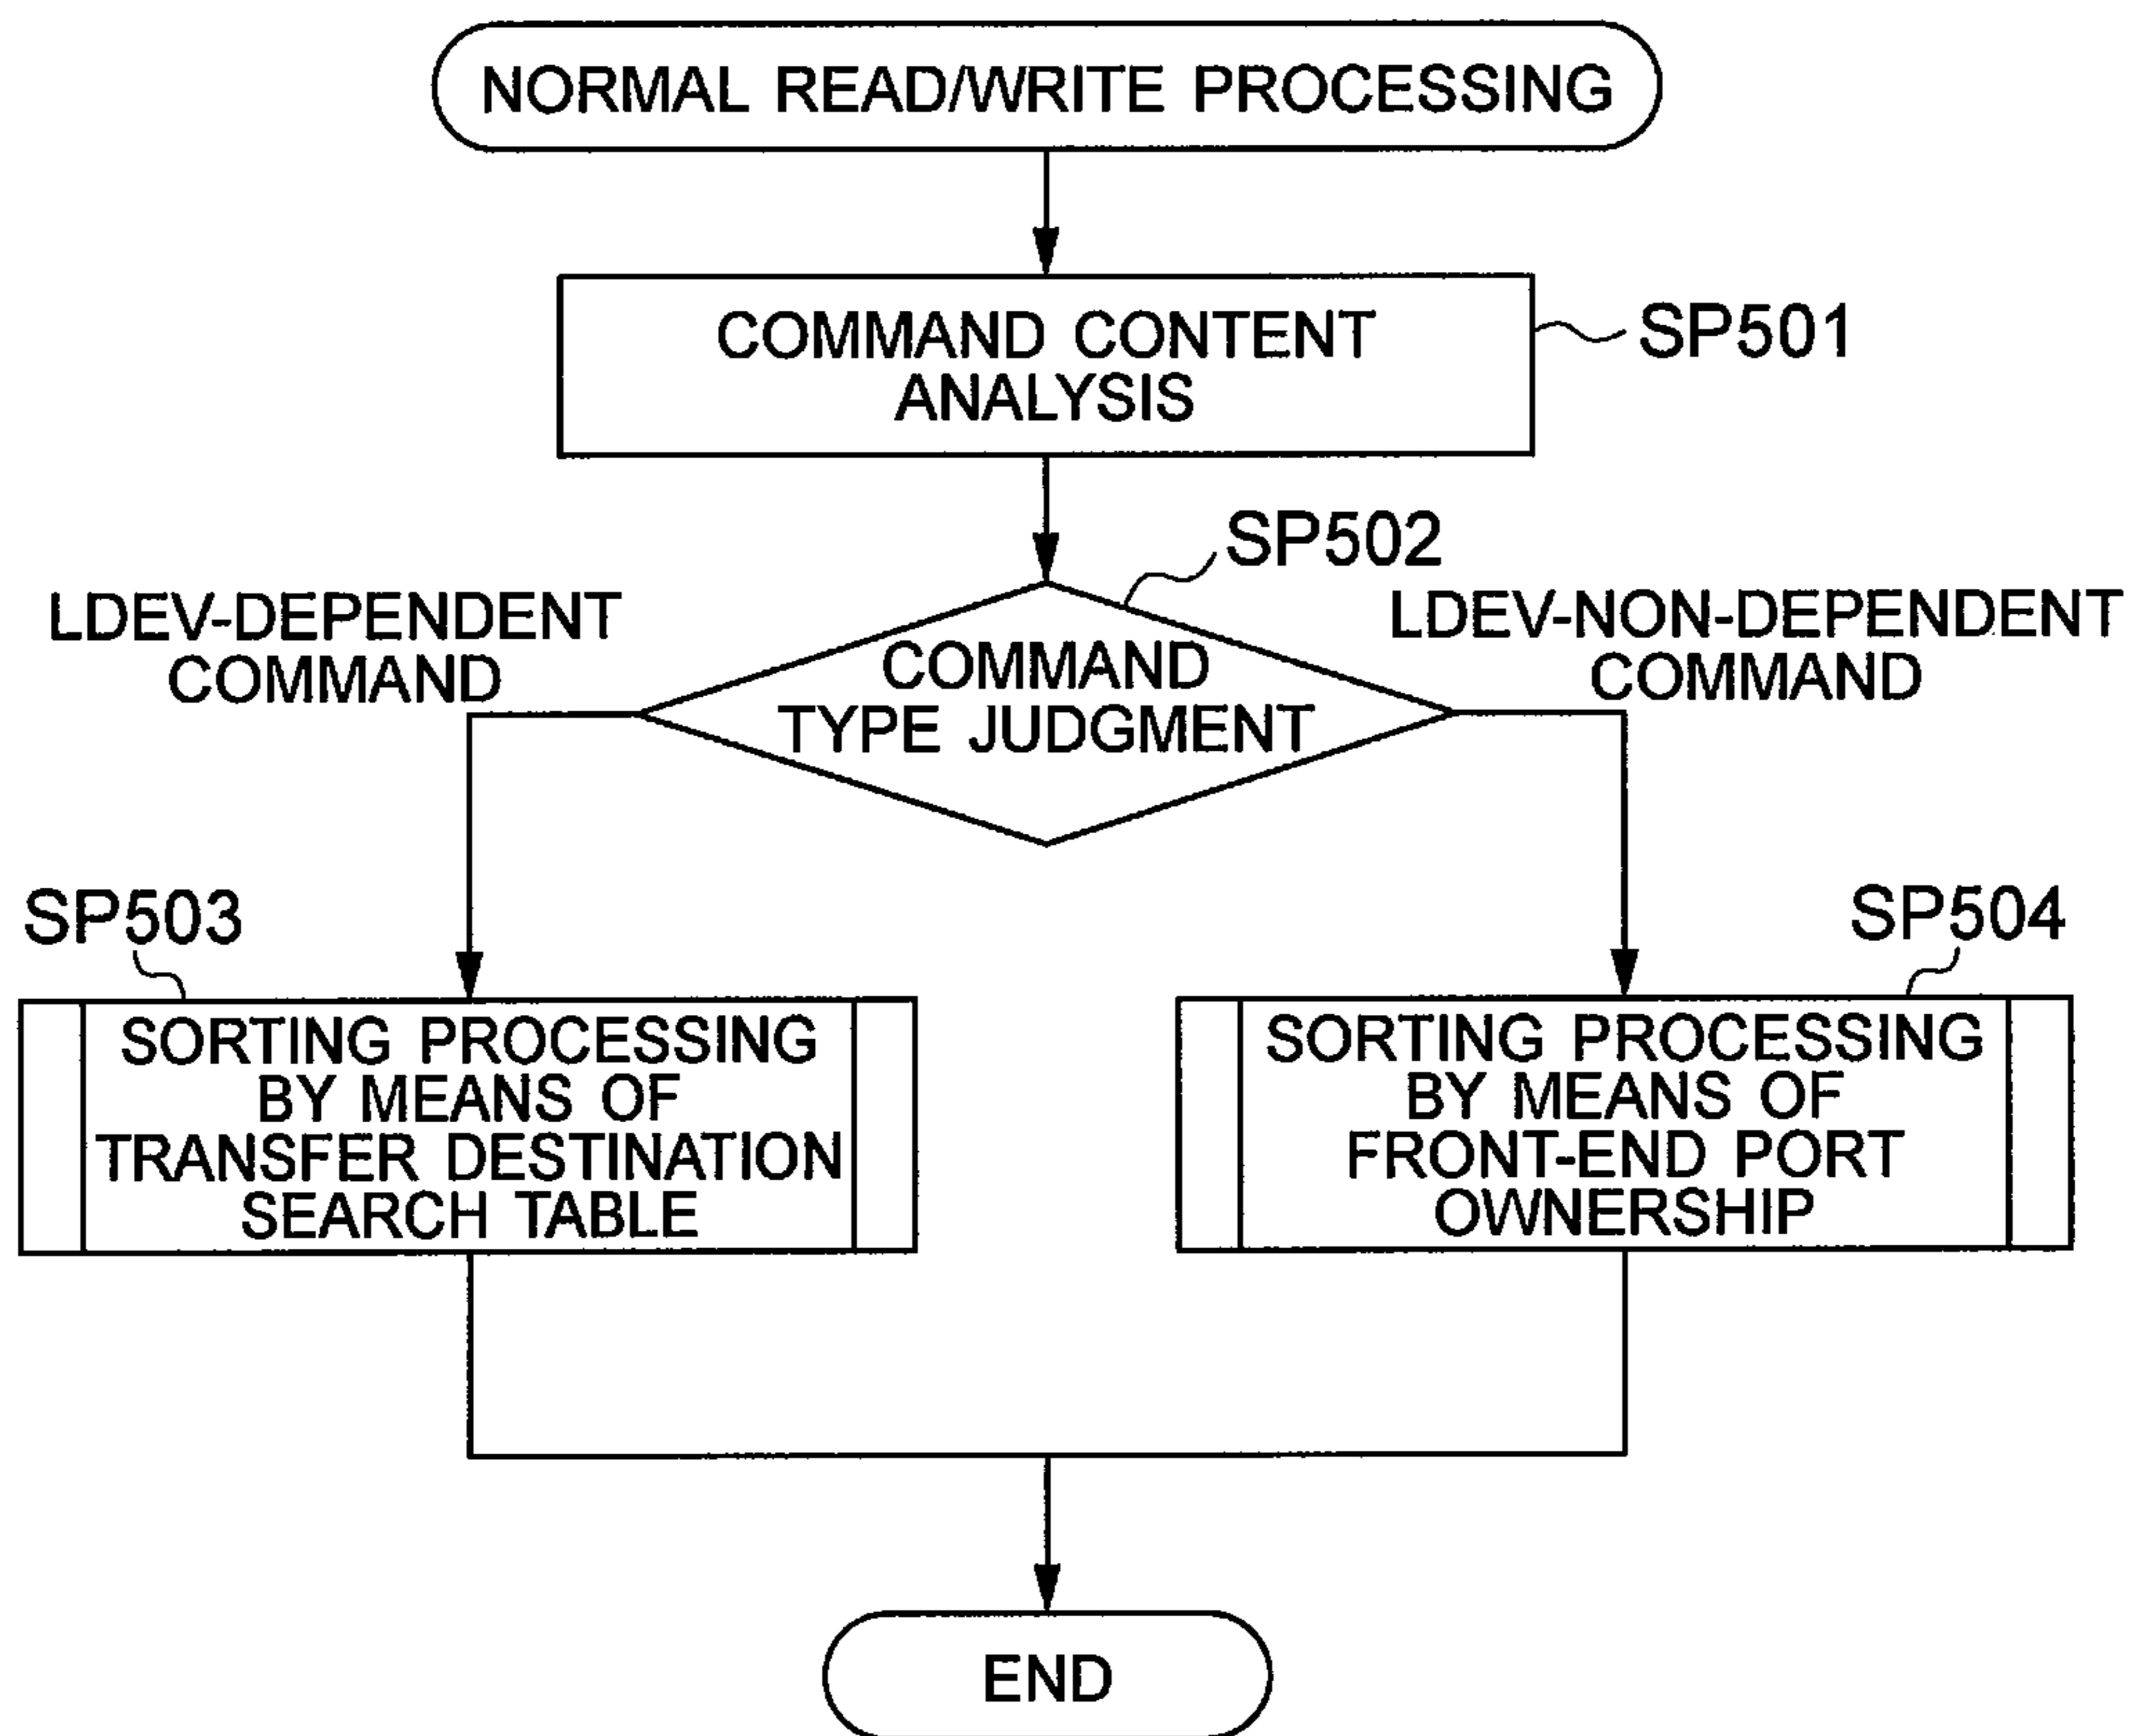 NORMAL READ/WRITE PROCESSING
COMMAND CONTENT
ANALYSIS
SP501
SP502
LDEV-DEPENDENT
COMMAND
COMMAND
TYPE JUDGMENT
LDEV-NON-DEPENDENT
COMMAND
SP503
SORTING PROCESSING
BY MEANS OF
TRANSFER DESTINATION
SEARCH TABLE
SP504
SORTING PROCESSING
BY MEANS OF
FRONT-END PORT
OWNERSHIP
END